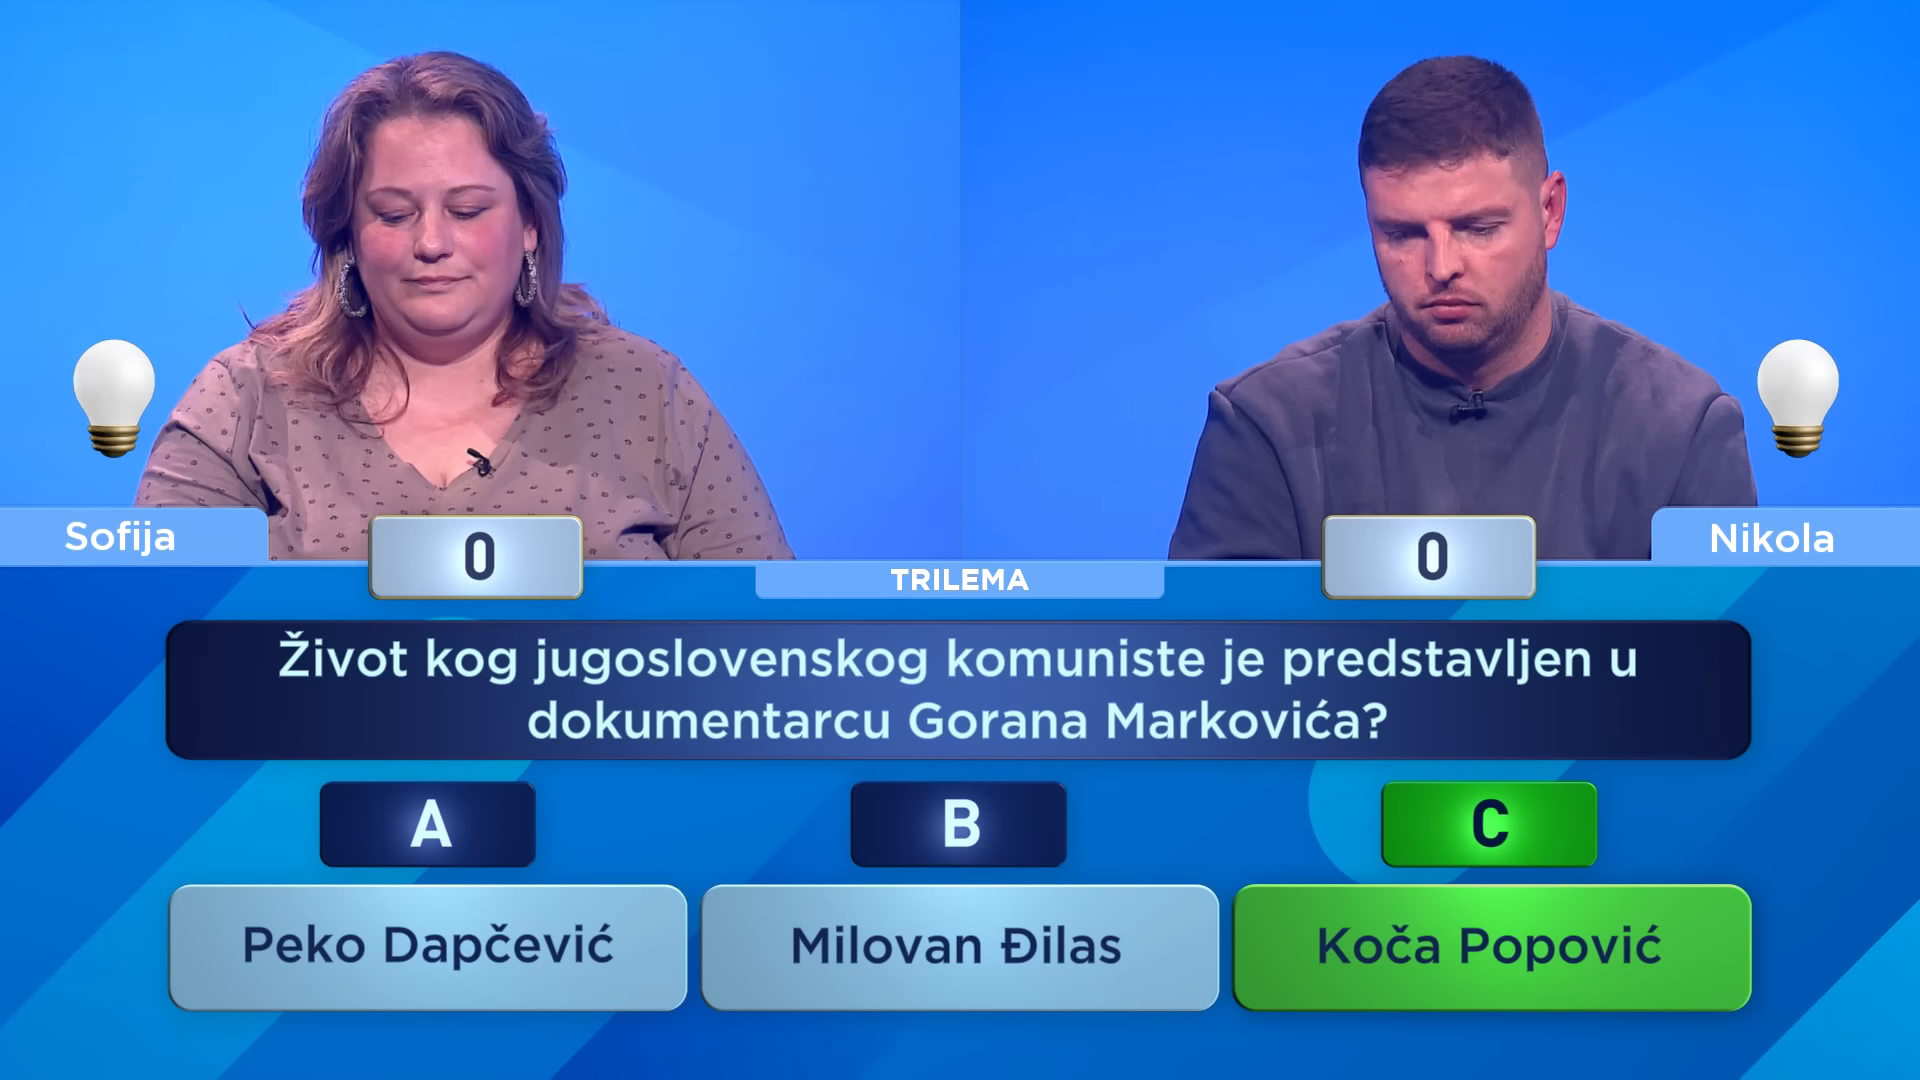 Sofija
Nikola
0
0
TRILEMA
Život kog jugoslovenskog komuniste je predstavljen u
dokumentarcu Gorana Markovića?
A
B
C
Peko Dapčević
Milovan Đilas
Koča Popović